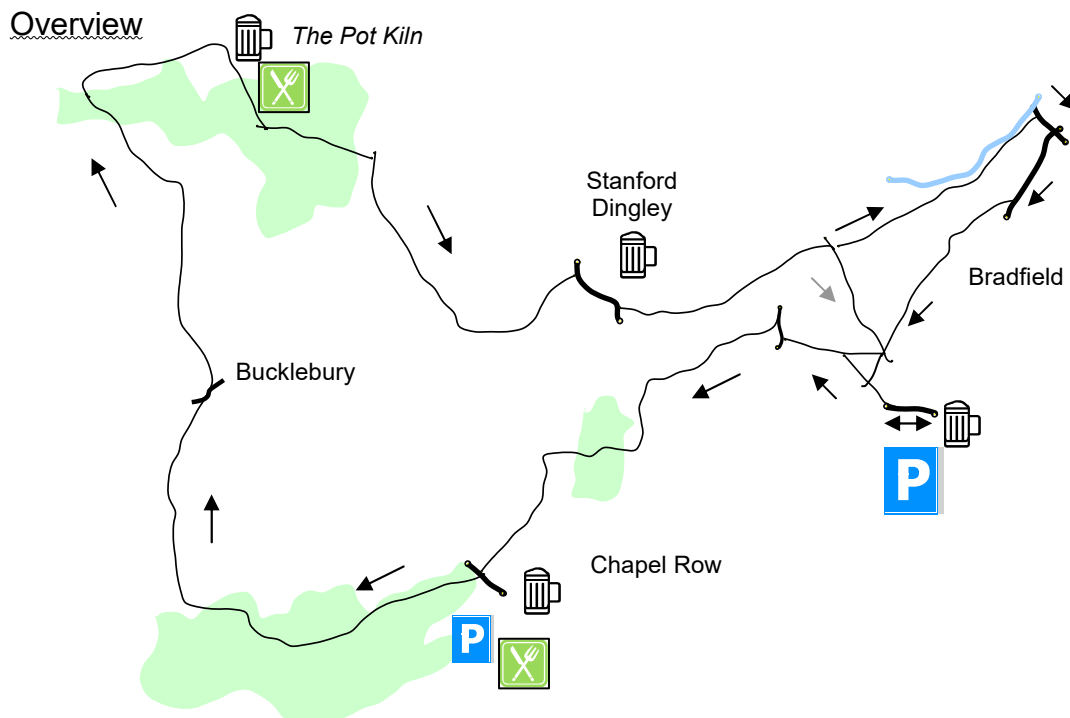 Overview
The Pot Kiln
Stanford
Dingley
Bradfield
Bucklebury
P
Chapel Row
P